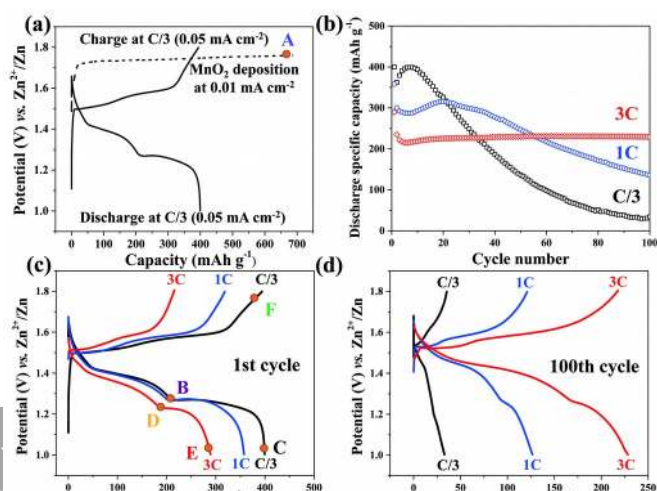 (a)
Charge at C/3 (0.05 mA cm⁻²)
A
MnO₂ deposition
at 0.01 mA cm⁻²
Discharge at C/3 (0.05 mA cm⁻²)
Potential (V) vs. Zn²⁺/Zn
1.8
1.6
1.4
1.2
1.0
0 100 200 300 400 500 600 700
Capacity (mAh g⁻¹)
(b)
3C
1C
C/3
Discharge specific capacity (mAh g⁻¹)
500
400
300
200
100
0
0 20 40 60 80 100
Cycle number
(c)
3C 1C C/3
F
1st cycle
B
D
E
C
3C 1C C/3
Potential (V) vs. Zn²⁺/Zn
1.8
1.6
1.4
1.2
1.0
0 100 200 300 400 500
(d)
C/3 1C 3C
100th cycle
C/3 1C 3C
Potential (V) vs. Zn²⁺/Zn
1.8
1.6
1.4
1.2
1.0
0 50 100 150 200 250